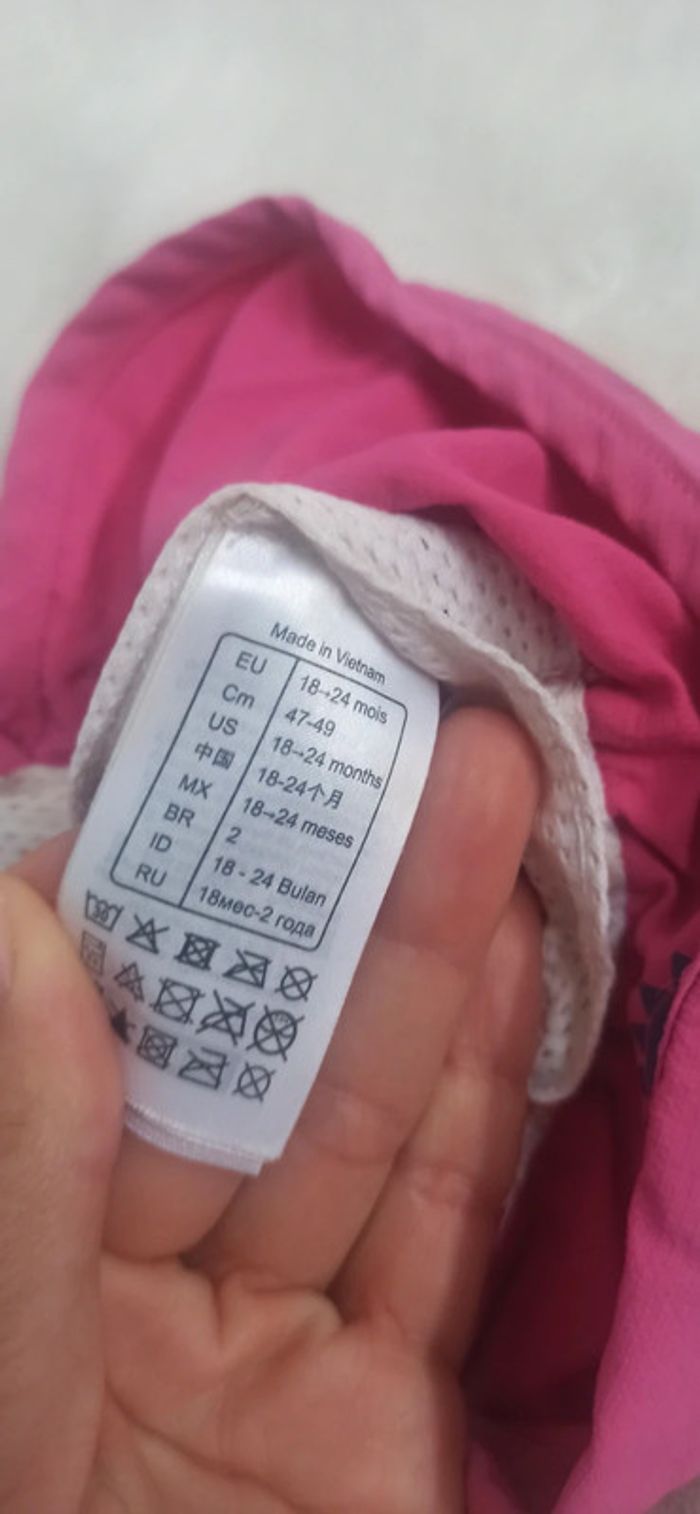 Made in Vietnam
EU 18→24 mois
Cm 47-49
US 18→24 months
中国 18-24个月
MX 18→24 meses
BR 2
ID 18 - 24 Bulan
RU 18мес-2 года